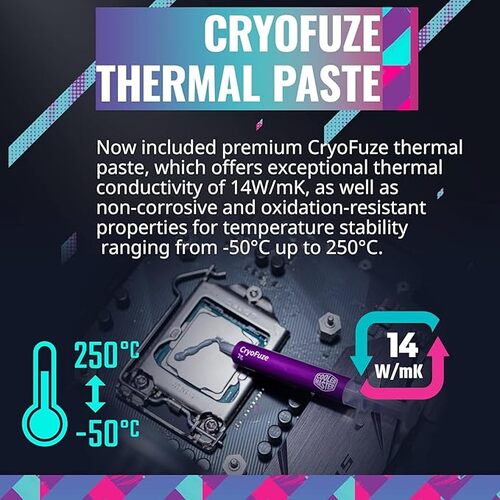 CRYOFUZE
THERMAL PASTE
Now included premium CryoFuze thermal
paste, which offers exceptional thermal
conductivity of 14W/mK, as well as
non-corrosive and oxidation-resistant
properties for temperature stability
ranging from -50°C up to 250°C.
250°C
-50°C
CryoFuze
COOLER
MASTER
14
W/mK